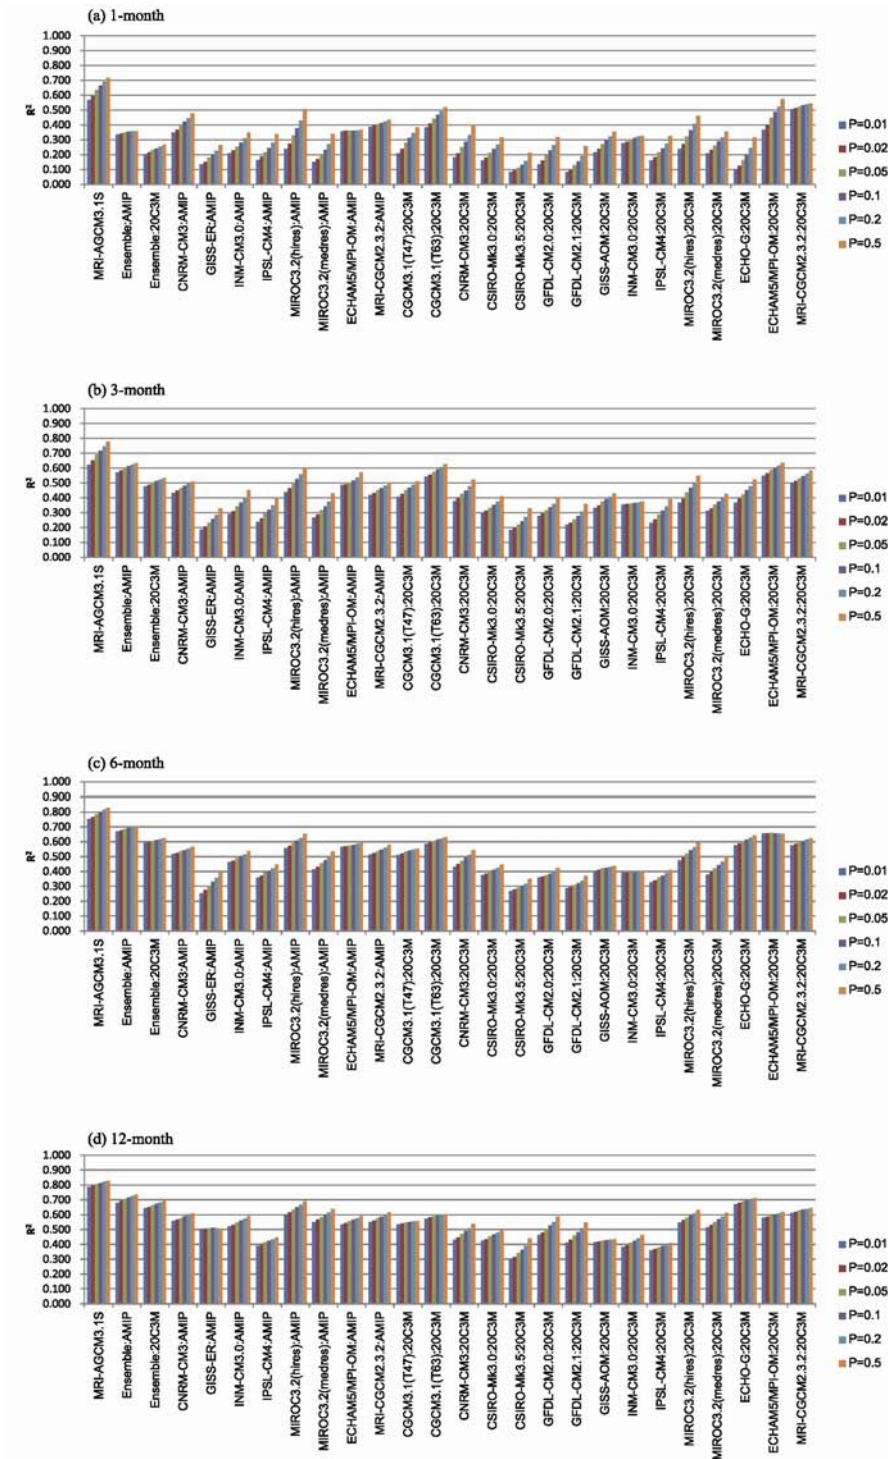 (a) 1-month
1.000
0.900
0.800
0.700
0.600
0.500
0.400
0.300
0.200
0.100
0.000
R²
MRI-AGCM3.1S
Ensemble:AMIP
Ensemble:20C3M
CNRM-CM3:AMIP
GISS-ER:AMIP
INM-CM3.0:AMIP
IPSL-CM4:AMIP
MIROC3.2(hires):AMIP
MIROC3.2(medres):AMIP
ECHAM5/MPI-OM:AMIP
MRI-CGCM2.3.2:AMIP
CGCM3.1(T47):20C3M
CGCM3.1(T63):20C3M
CNRM-CM3:20C3M
CSIRO-Mk3.0:20C3M
CSIRO-Mk3.5:20C3M
GFDL-CM2.0:20C3M
GFDL-CM2.1:20C3M
GISS-AOM:20C3M
INM-CM3.0:20C3M
IPSL-CM4:20C3M
MIROC3.2(hires):20C3M
MIROC3.2(medres):20C3M
ECHO-G:20C3M
ECHAM5/MPI-OM:20C3M
MRI-CGCM2.3.2:20C3M
P=0.01
P=0.02
P=0.05
P=0.1
P=0.2
P=0.5
(b) 3-month
1.000
0.900
0.800
0.700
0.600
0.500
0.400
0.300
0.200
0.100
0.000
R²
MRI-AGCM3.1S
Ensemble:AMIP
Ensemble:20C3M
CNRM-CM3:AMIP
GISS-ER:AMIP
INM-CM3.0:AMIP
IPSL-CM4:AMIP
MIROC3.2(hires):AMIP
MIROC3.2(medres):AMIP
ECHAM5/MPI-OM:AMIP
MRI-CGCM2.3.2:AMIP
CGCM3.1(T47):20C3M
CGCM3.1(T63):20C3M
CNRM-CM3:20C3M
CSIRO-Mk3.0:20C3M
CSIRO-Mk3.5:20C3M
GFDL-CM2.0:20C3M
GFDL-CM2.1:20C3M
GISS-AOM:20C3M
INM-CM3.0:20C3M
IPSL-CM4:20C3M
MIROC3.2(hires):20C3M
MIROC3.2(medres):20C3M
ECHO-G:20C3M
ECHAM5/MPI-OM:20C3M
MRI-CGCM2.3.2:20C3M
P=0.01
P=0.02
P=0.05
P=0.1
P=0.2
P=0.5
(c) 6-month
1.000
0.900
0.800
0.700
0.600
0.500
0.400
0.300
0.200
0.100
0.000
R²
MRI-AGCM3.1S
Ensemble:AMIP
Ensemble:20C3M
CNRM-CM3:AMIP
GISS-ER:AMIP
INM-CM3.0:AMIP
IPSL-CM4:AMIP
MIROC3.2(hires):AMIP
MIROC3.2(medres):AMIP
ECHAM5/MPI-OM:AMIP
MRI-CGCM2.3.2:AMIP
CGCM3.1(T47):20C3M
CGCM3.1(T63):20C3M
CNRM-CM3:20C3M
CSIRO-Mk3.0:20C3M
CSIRO-Mk3.5:20C3M
GFDL-CM2.0:20C3M
GFDL-CM2.1:20C3M
GISS-AOM:20C3M
INM-CM3.0:20C3M
IPSL-CM4:20C3M
MIROC3.2(hires):20C3M
MIROC3.2(medres):20C3M
ECHO-G:20C3M
ECHAM5/MPI-OM:20C3M
MRI-CGCM2.3.2:20C3M
P=0.01
P=0.02
P=0.05
P=0.1
P=0.2
P=0.5
(d) 12-month
1.000
0.900
0.800
0.700
0.600
0.500
0.400
0.300
0.200
0.100
0.000
R²
MRI-AGCM3.1S
Ensemble:AMIP
Ensemble:20C3M
CNRM-CM3:AMIP
GISS-ER:AMIP
INM-CM3.0:AMIP
IPSL-CM4:AMIP
MIROC3.2(hires):AMIP
MIROC3.2(medres):AMIP
ECHAM5/MPI-OM:AMIP
MRI-CGCM2.3.2:AMIP
CGCM3.1(T47):20C3M
CGCM3.1(T63):20C3M
CNRM-CM3:20C3M
CSIRO-Mk3.0:20C3M
CSIRO-Mk3.5:20C3M
GFDL-CM2.0:20C3M
GFDL-CM2.1:20C3M
GISS-AOM:20C3M
INM-CM3.0:20C3M
IPSL-CM4:20C3M
MIROC3.2(hires):20C3M
MIROC3.2(medres):20C3M
ECHO-G:20C3M
ECHAM5/MPI-OM:20C3M
MRI-CGCM2.3.2:20C3M
P=0.01
P=0.02
P=0.05
P=0.1
P=0.2
P=0.5